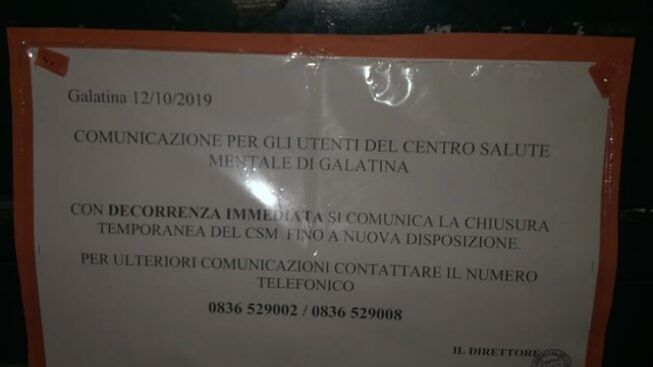 Galatina 12/10/2019
COMUNICAZIONE PER GLI UTENTI DEL CENTRO SALUTE
MENTALE DI GALATINA
CON DECORRENZA IMMEDIATA SI COMUNICA LA CHIUSURA
TEMPORANEA DEL CSM FINO A NUOVA DISPOSIZIONE.
PER ULTERIORI COMUNICAZIONI CONTATTARE IL NUMERO
TELEFONICO
0836 529002 / 0836 529008
IL DIRETTORE